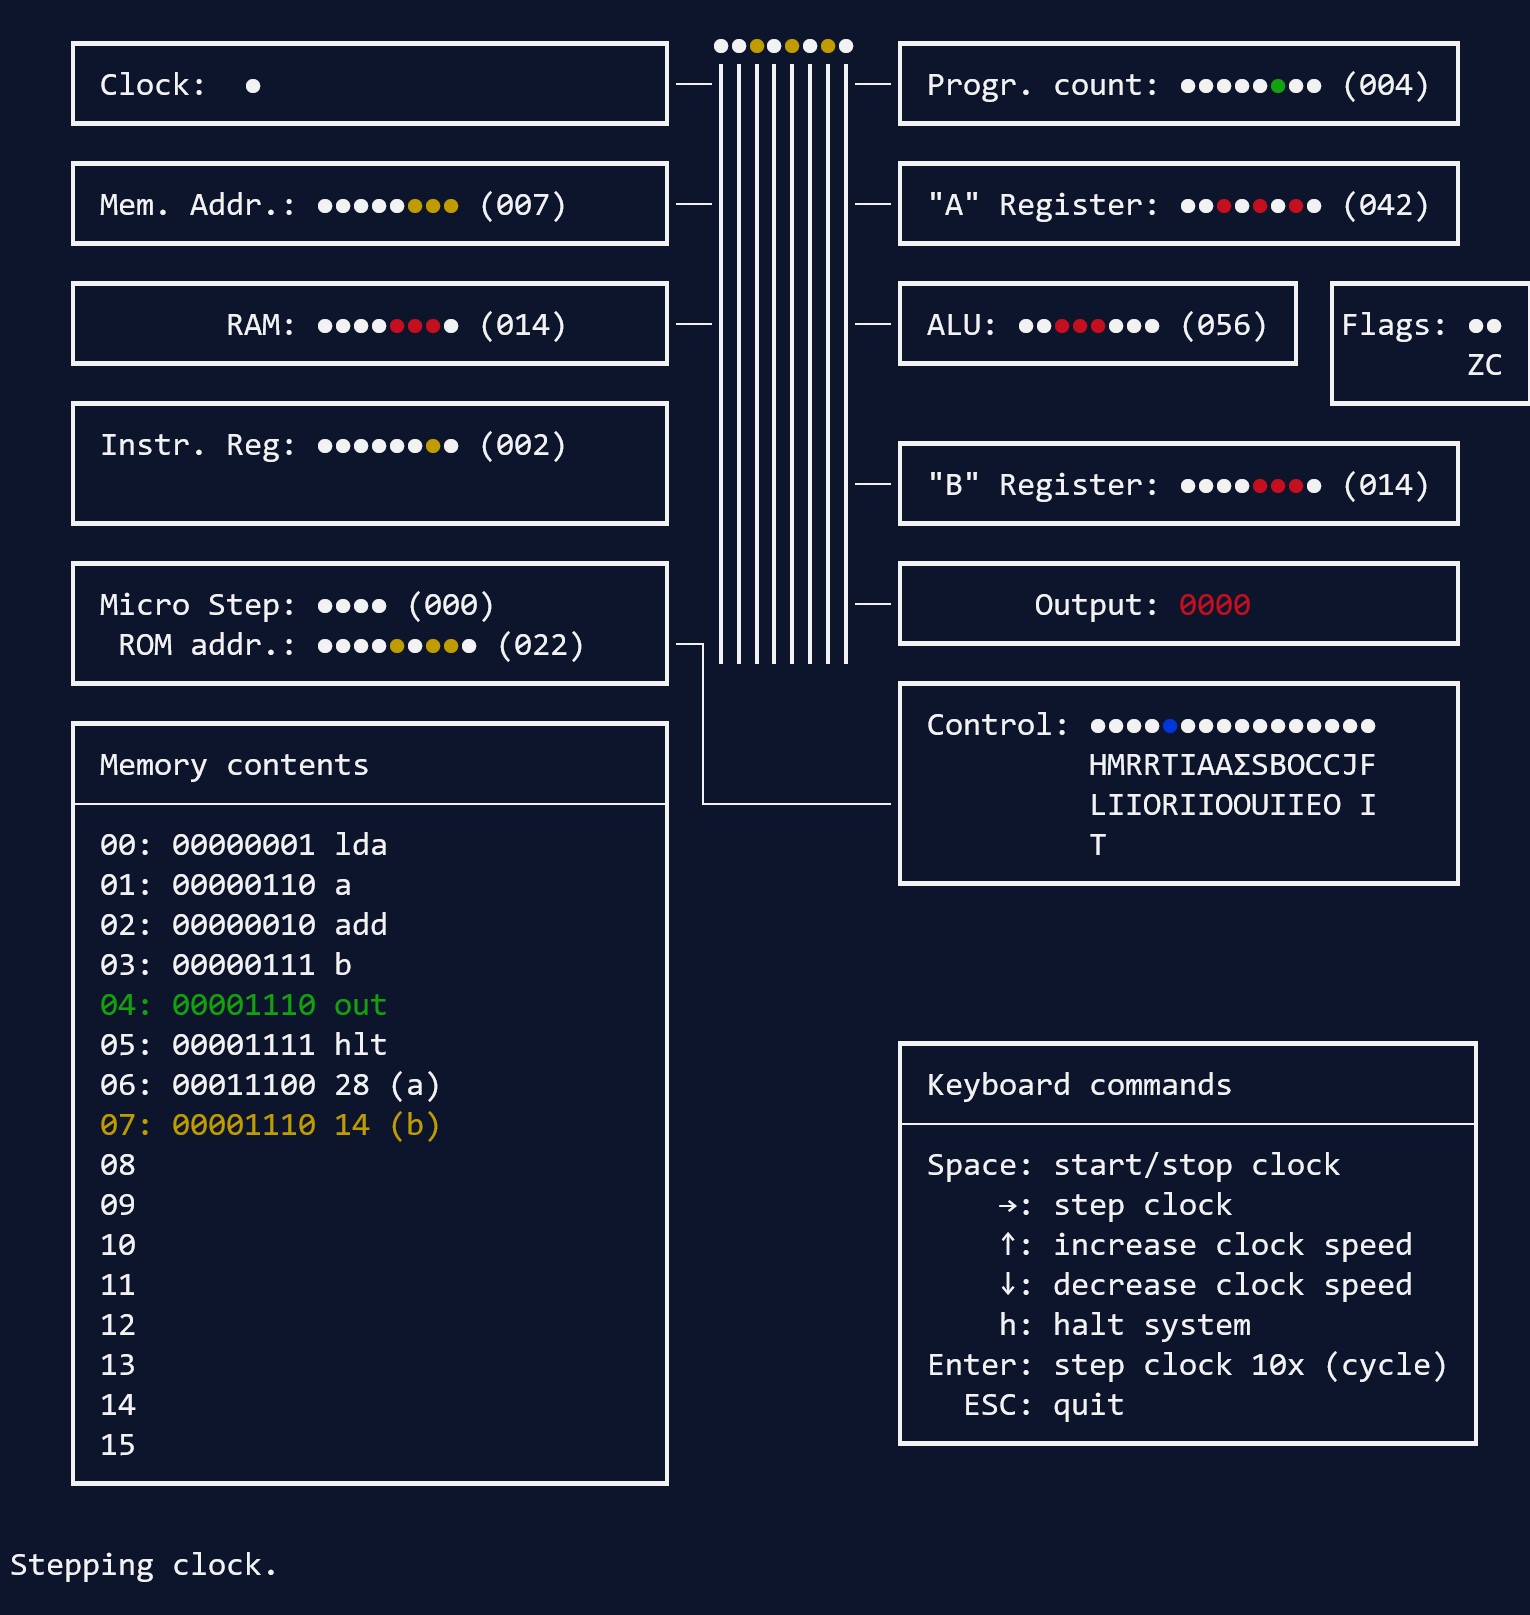 Clock:
Mem. Addr.: (007)
RAM: (014)
Instr. Reg: (002)
Micro Step: (000)
ROM addr.: (022)
Memory contents
00: 00000001 lda
01: 00000110 a
02: 00000010 add
03: 00000111 b
04: 00001110 out
05: 00001111 hlt
06: 00011100 28 (a)
07: 00001110 14 (b)
08
09
10
11
12
13
14
15
Progr. count: (004)
"A" Register: (042)
ALU: (056)
Flags:
ZC
"B" Register: (014)
Output: 0000
Control:
HMRRTIAAΣSBOCCJF
LIIORIIOOUIIEO I
T
Keyboard commands
Space: start/stop clock
→: step clock
↑: increase clock speed
↓: decrease clock speed
h: halt system
Enter: step clock 10x (cycle)
ESC: quit
Stepping clock.